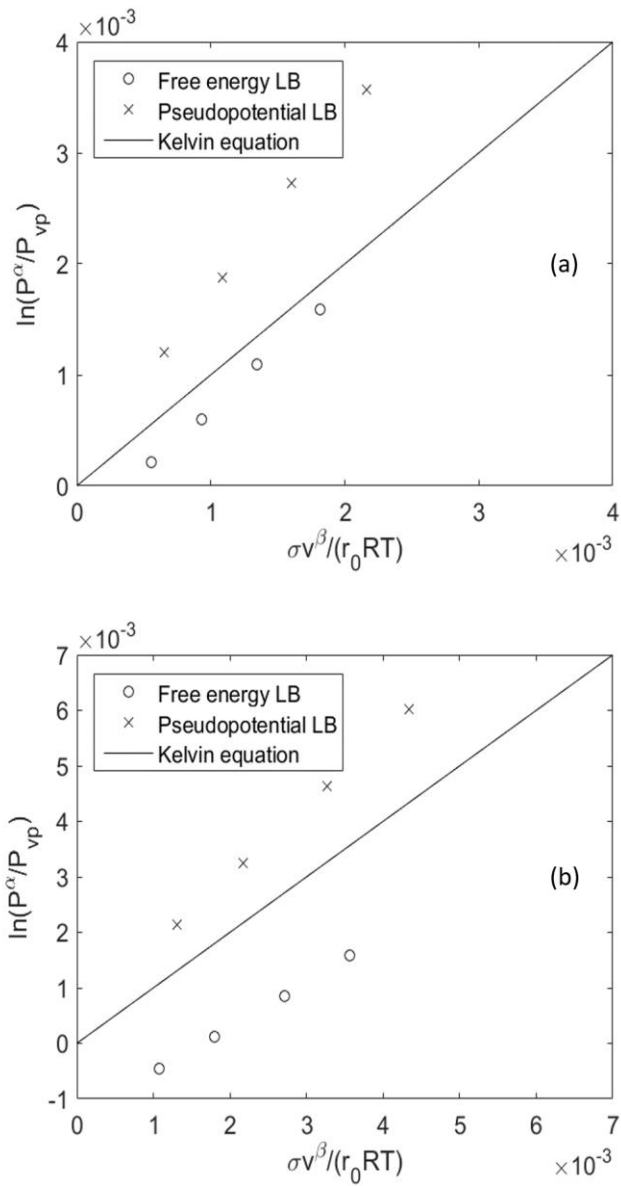 ×10⁻³
4
3
2
1
0
ln(P^α/P_vp)
Free energy LB
Pseudopotential LB
Kelvin equation
(a)
0 1 2 3 4
σv^β/(r₀RT) ×10⁻³
×10⁻³
7
6
5
4
3
2
1
0
-1
ln(P^α/P_vp)
Free energy LB
Pseudopotential LB
Kelvin equation
(b)
0 1 2 3 4 5 6 7
σv^β/(r₀RT) ×10⁻³